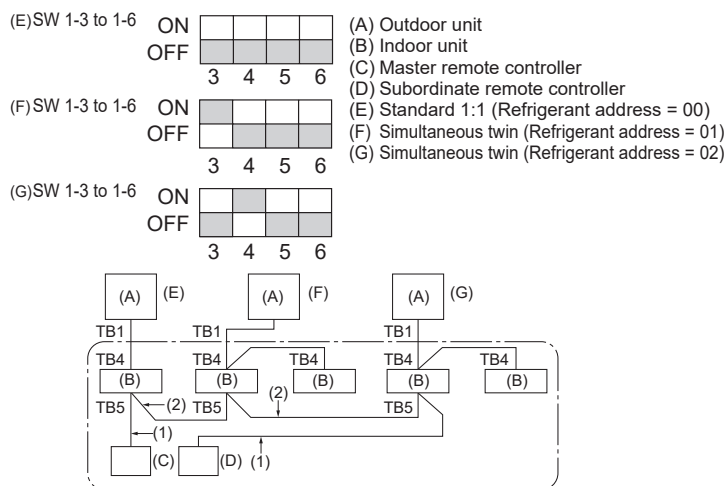 (E)SW 1-3 to 1-6 ON
OFF
3 4 5 6
(F)SW 1-3 to 1-6 ON
OFF
3 4 5 6
(G)SW 1-3 to 1-6 ON
OFF
3 4 5 6
(A) Outdoor unit
(B) Indoor unit
(C) Master remote controller
(D) Subordinate remote controller
(E) Standard 1:1 (Refrigerant address = 00)
(F) Simultaneous twin (Refrigerant address = 01)
(G) Simultaneous twin (Refrigerant address = 02)
(A) (E) (A) (F) (A) (G)
TB1 TB1 TB1
TB4 TB4 TB4 TB4 TB4
(B) (B) (B) (B) (B)
TB5 (2) TB5 (2) TB5
(1)
(C) (D) (1)